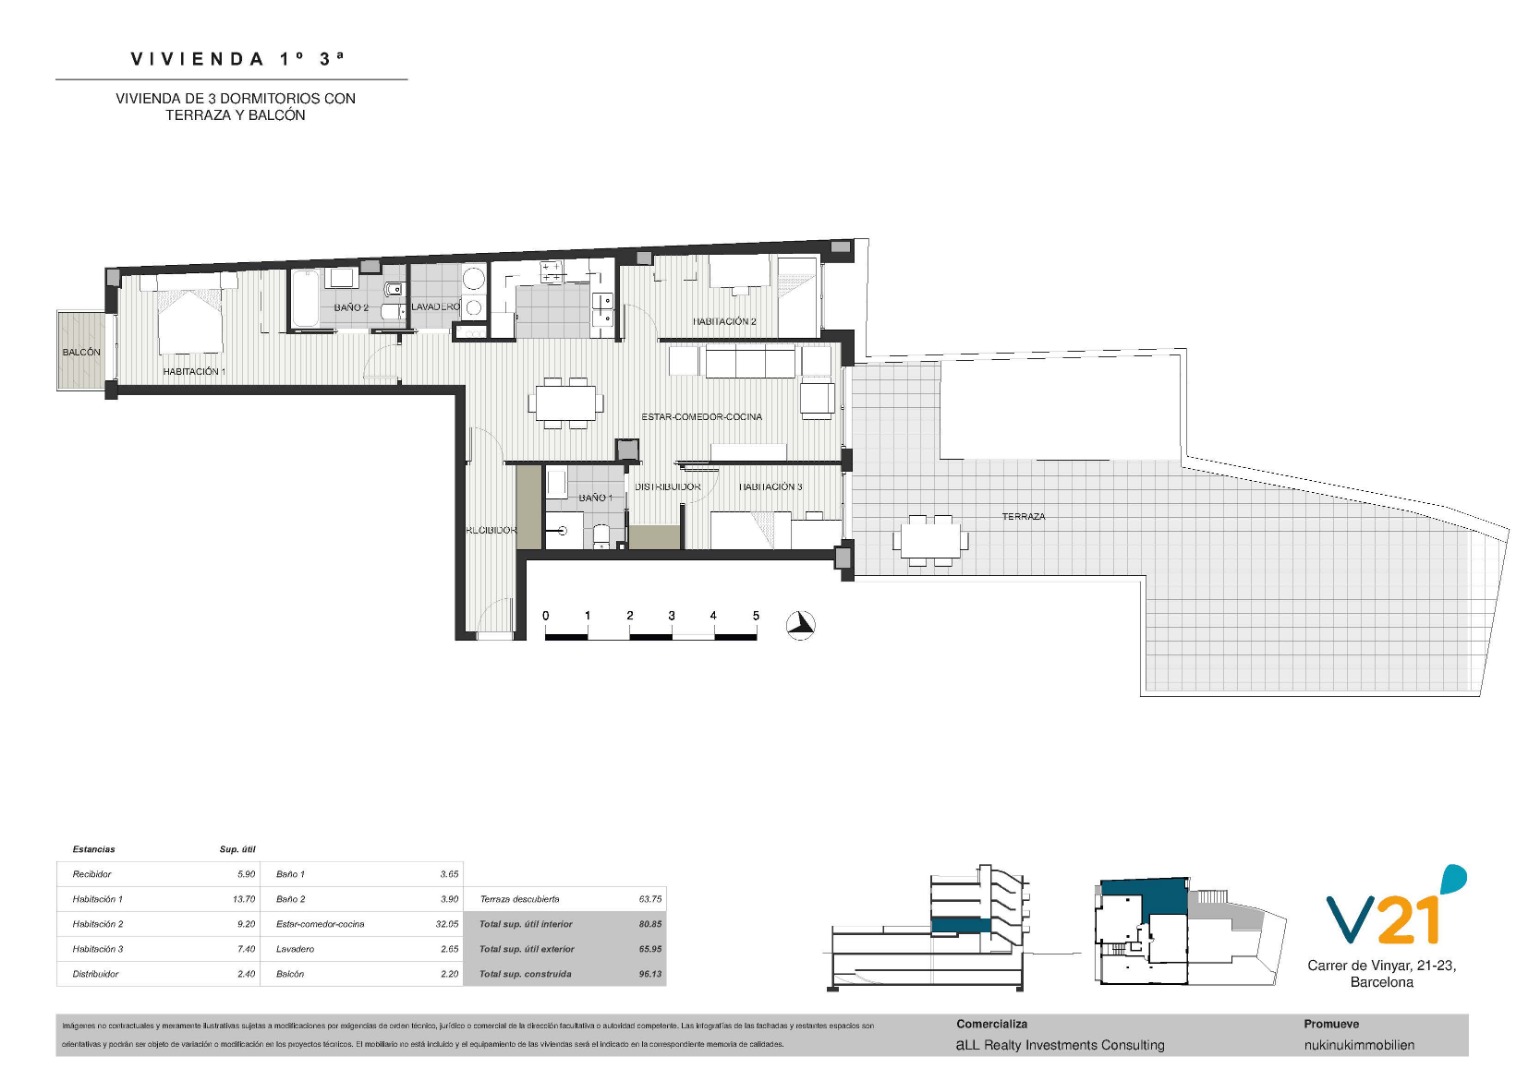 VIVIENDA 1º 3ª
VIVIENDA DE 3 DORMITORIOS CON
TERRAZA Y BALCÓN
BALCÓN
HABITACIÓN 1
BAÑO 2
LAVADERO
HABITACIÓN 2
ESTAR-COMEDOR-COCINA
RECIBIDOR
BAÑO 1
DISTRIBUIDOR
HABITACIÓN 3
TERRAZA
0 1 2 3 4 5
Estancias Sup. útil
Recibidor 5.90 Baño 1 3.65
Habitación 1 13.70 Baño 2 3.90 Terraza descubierta 63.75
Habitación 2 9.20 Estar-comedor-cocina 32.05 Total sup. útil interior 80.85
Habitación 3 7.40 Lavadero 2.65 Total sup. útil exterior 65.95
Distribuidor 2.40 Balcón 2.20 Total sup. construida 96.13
V21
Carrer de Vinyar, 21-23,
Barcelona
Imágenes no contractuales y meramente ilustrativas sujetas a modificaciones por exigencias de orden técnico, jurídico o comercial de la dirección facultativa o autoridad competente. Las infografías de las fachadas y restantes espacios son
orientativas y podrán ser objeto de variación o modificación en los proyectos técnicos. El mobiliario no está incluido y el equipamiento de las viviendas será el indicado en la correspondiente memoria de calidades.
Comercializa
aLL Realty Investments Consulting
Promueve
nukinukimmobilien